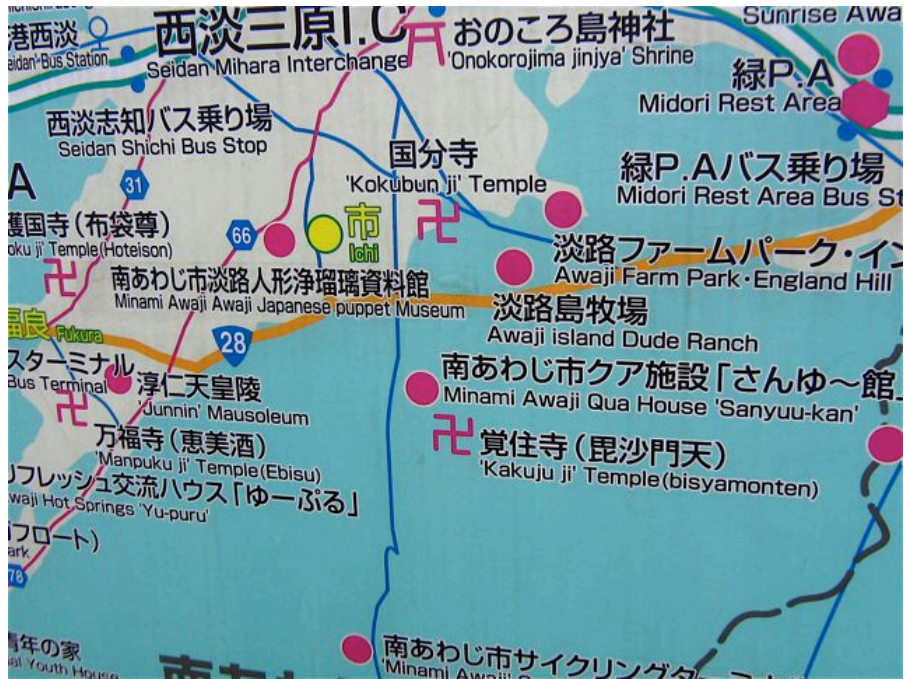 港西淡
Seidan Bus Station
西淡三原I.C
Seidan Mihara Interchange
おのころ島神社
'Onokorojima jinjya' Shrine
Sunrise Awa
緑P.A
Midori Rest Area
西淡志知バス乗り場
Seidan Shichi Bus Stop
国分寺
'Kokubun ji' Temple
緑P.Aバス乗り場
Midori Rest Area Bus St
A
31
護国寺(布袋尊)
oku ji' Temple(Hoteison)
66
市
Ichi
淡路ファームパーク・イン
Awaji Farm Park・England Hill
南あわじ市淡路人形浄瑠璃資料館
Minami Awaji Awaji Japanese puppet Museum
淡路島牧場
Awaji island Dude Ranch
福良 Fukura
28
スターミナル
Bus Terminal
淳仁天皇陵
Junnin' Mausoleum
南あわじ市クア施設「さんゆ～館」
Minami Awaji Qua House 'Sanyuu-kan'
万福寺(恵美酒)
'Manpuku ji' Temple(Ebisu)
覚住寺(毘沙門天)
'Kakuju ji' Temple(bisyamonten)
リフレッシュ交流ハウス「ゆーぷる」
waji Hot Springs 'Yu-puru'
フロート)
ark
78
青年の家
al Youth House
南あわじ市サイクリングターミナル
'Minami Awaji'